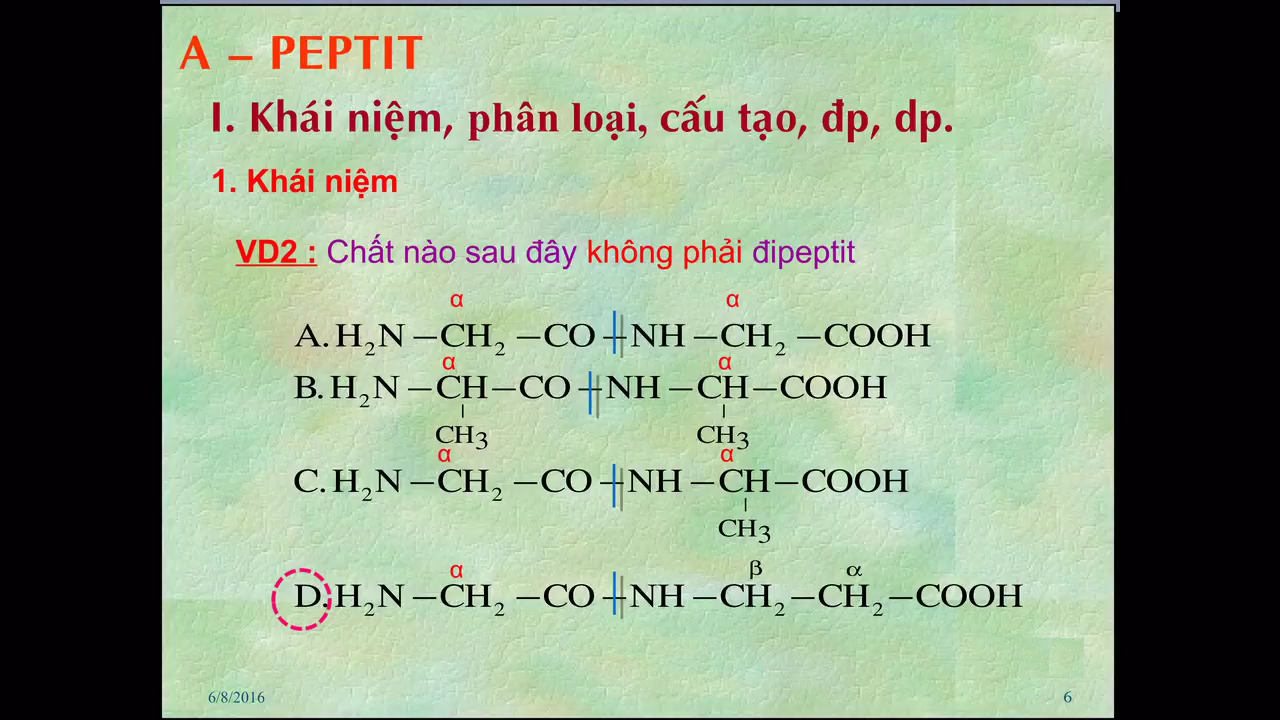 A – PEPTIT
I. Khái niệm, phân loại, cấu tạo, đp, dp.
1. Khái niệm
VD2 : Chất nào sau đây không phải đipeptit
α α
A. H₂N – CH₂ – CO – NH – CH₂ – COOH
α α
B. H₂N – CH – CO – NH – CH – COOH
CH3 CH3
α α
C. H₂N – CH₂ – CO – NH – CH – COOH
CH3
α β α
D. H₂N – CH₂ – CO – NH – CH₂ – CH₂ – COOH
6/8/2016 6